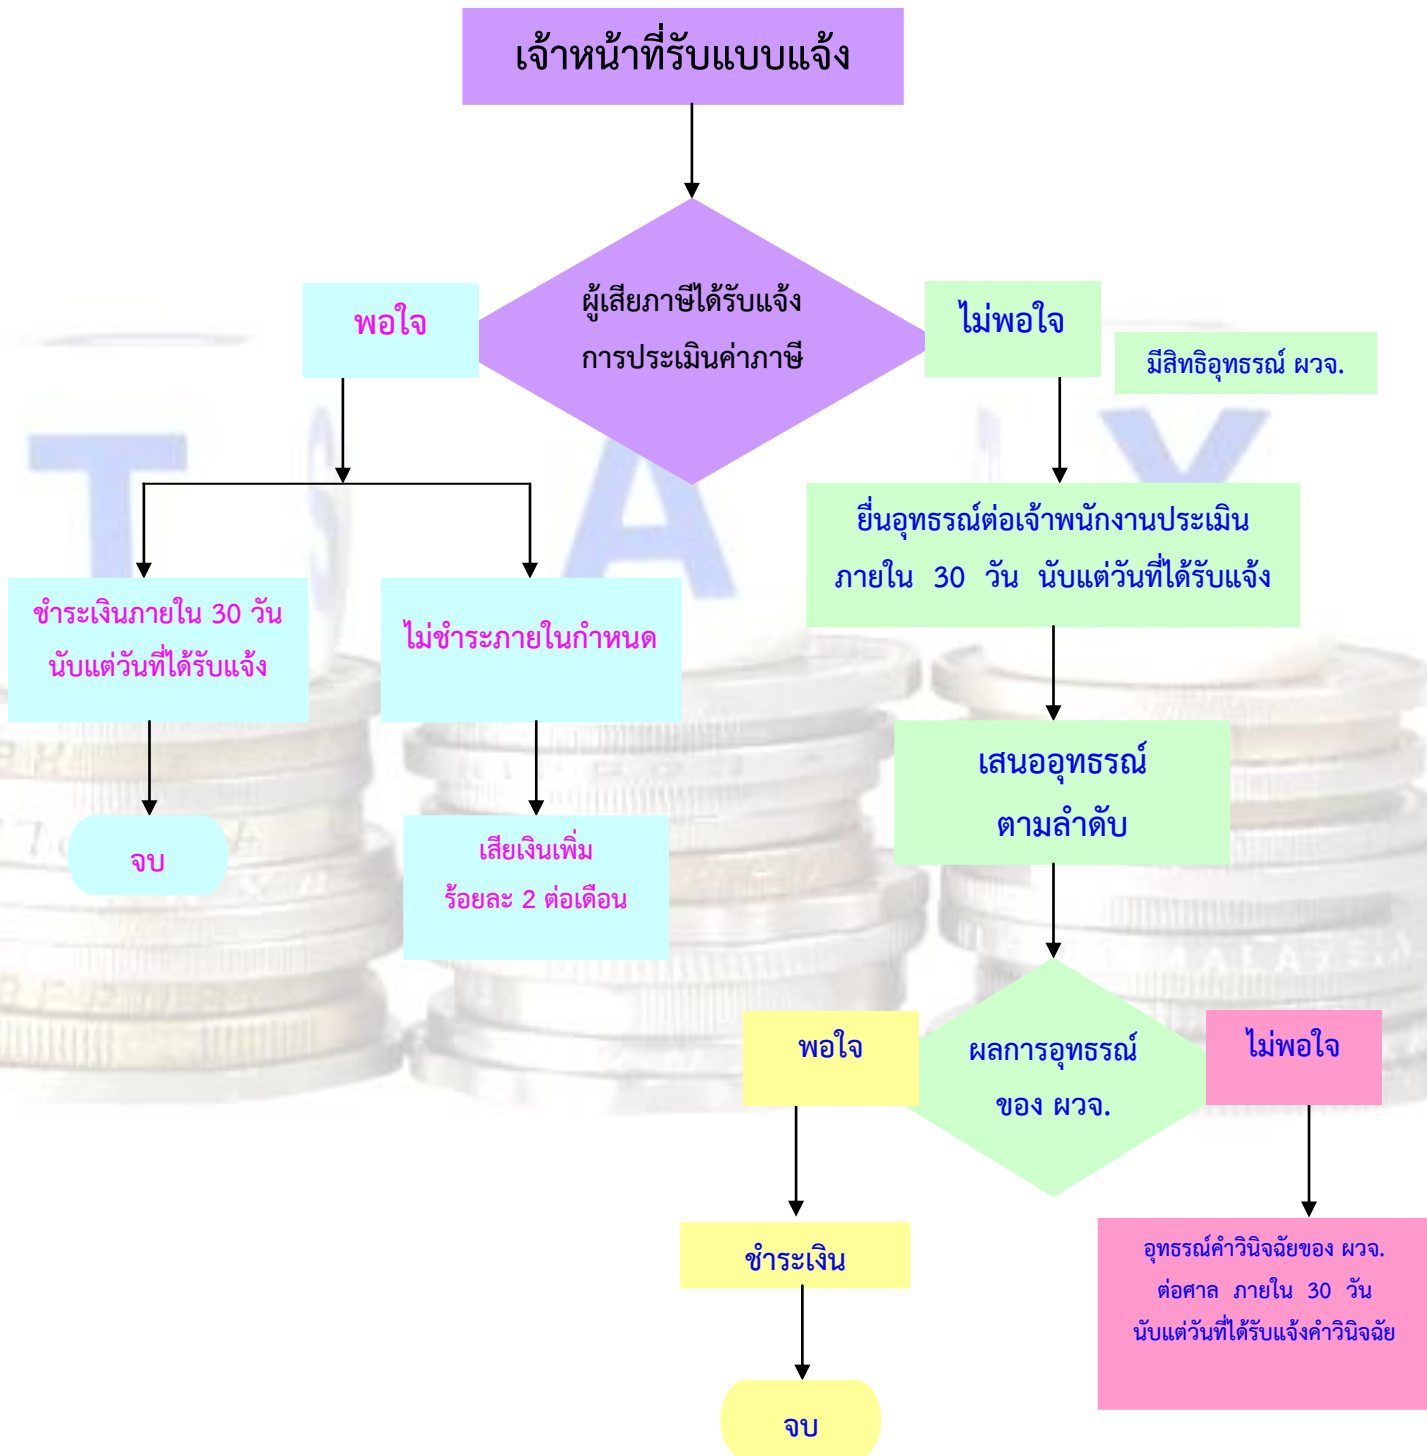 เจ้าหน้าที่รับแบบแจ้ง
ผู้เสียภาษีได้รับแจ้ง
การประเมินค่าภาษี
พอใจ
ไม่พอใจ
มีสิทธิอุทธรณ์ ผวจ.
T A X
ยื่นอุทธรณ์ต่อเจ้าพนักงานประเมิน
ภายใน 30 วัน นับแต่วันที่ได้รับแจ้ง
ชำระเงินภายใน 30 วัน
นับแต่วันที่ได้รับแจ้ง
ไม่ชำระภายในกำหนด
เสนออุทธรณ์
ตามลำดับ
จบ
เสียเงินเพิ่ม
ร้อยละ 2 ต่อเดือน
MALAYSIA
พอใจ
ผลการอุทธรณ์
ของ ผวจ.
ไม่พอใจ
ชำระเงิน
อุทธรณ์คำวินิจฉัยของ ผวจ.
ต่อศาล ภายใน 30 วัน
นับแต่วันที่ได้รับแจ้งคำวินิจฉัย
จบ